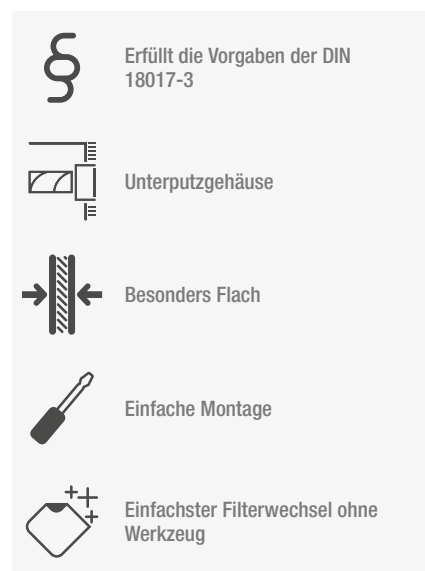 Erfüllt die Vorgaben der DIN
18017-3
Unterputzgehäuse
Besonders Flach
Einfache Montage
Einfachster Filterwechsel ohne
Werkzeug